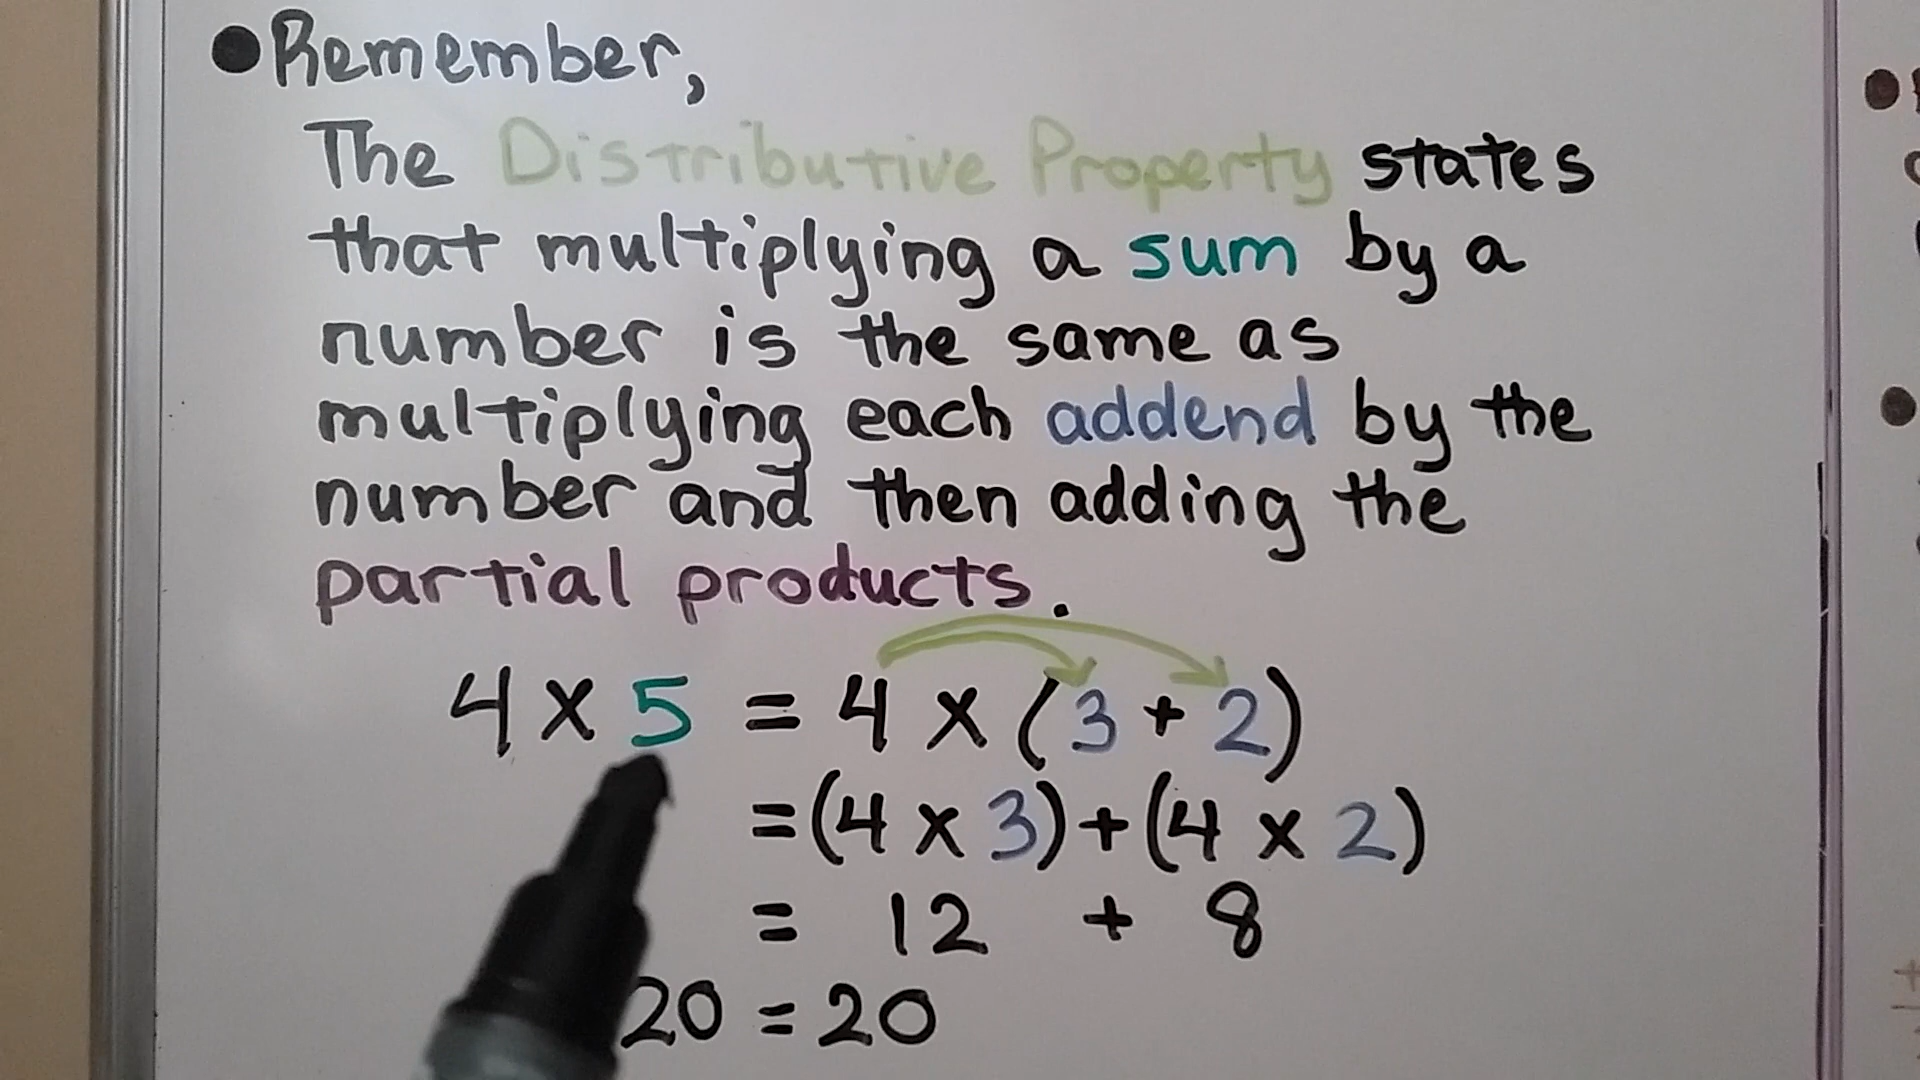 ●Remember,
The Distributive Property states
that multiplying a sum by a
number is the same as
multiplying each addend by the
number and then adding the
partial products.
4 x 5 = 4 x (3 + 2)
= (4 x 3) + (4 x 2)
= 12 + 8
20 = 20